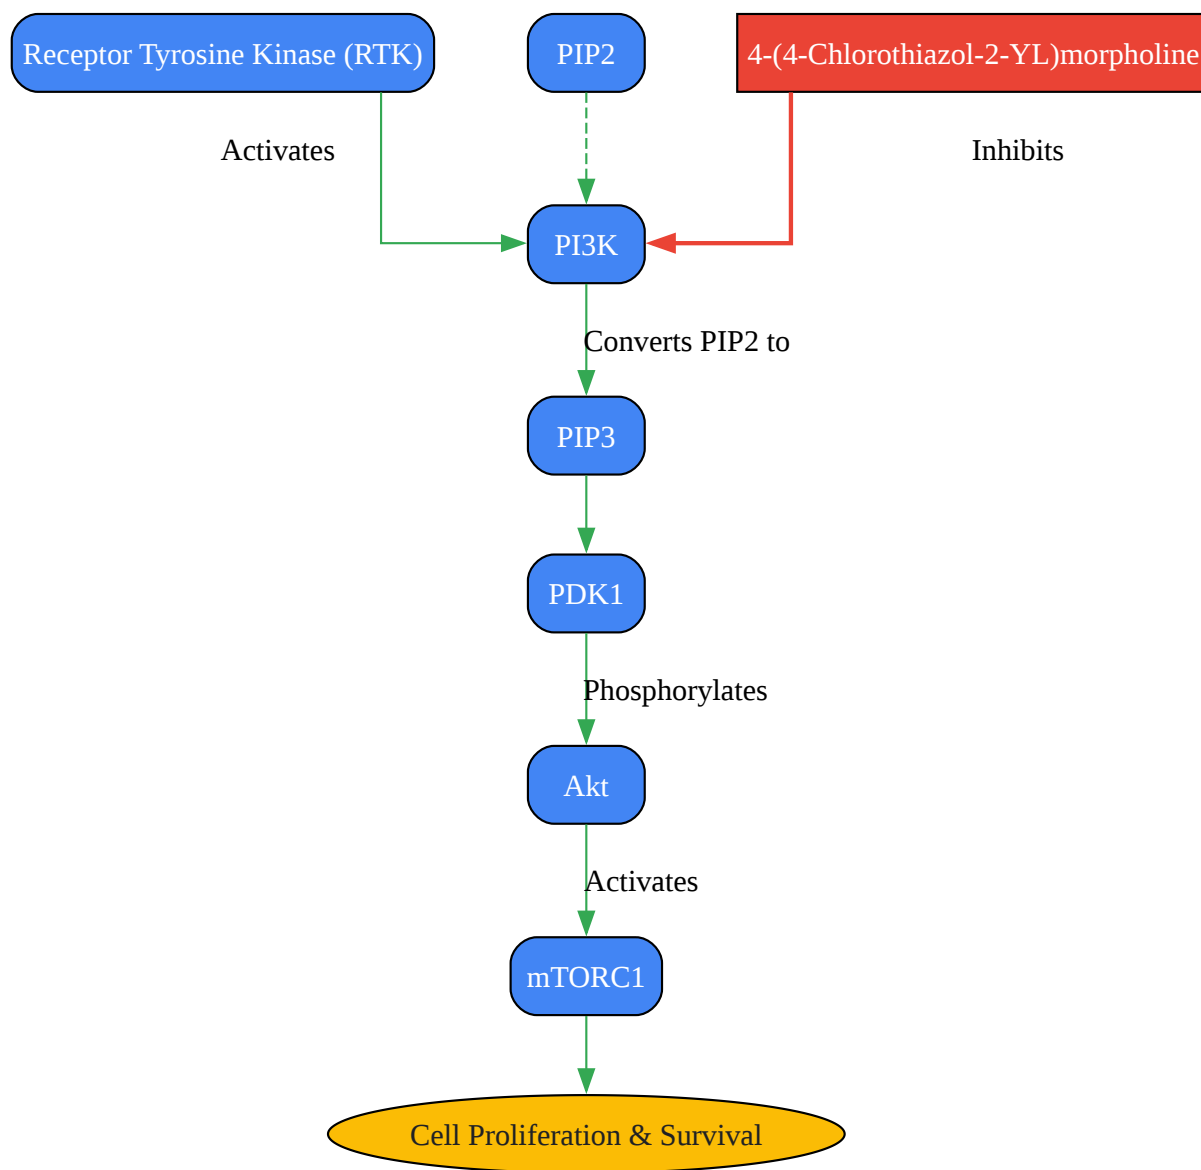 Receptor Tyrosine Kinase (RTK)
PIP2
4-(4-Chlorothiazol-2-YL)morpholine
Activates
Inhibits
PI3K
Converts PIP2 to
PIP3
PDK1
Phosphorylates
Akt
Activates
mTORC1
Cell Proliferation & Survival